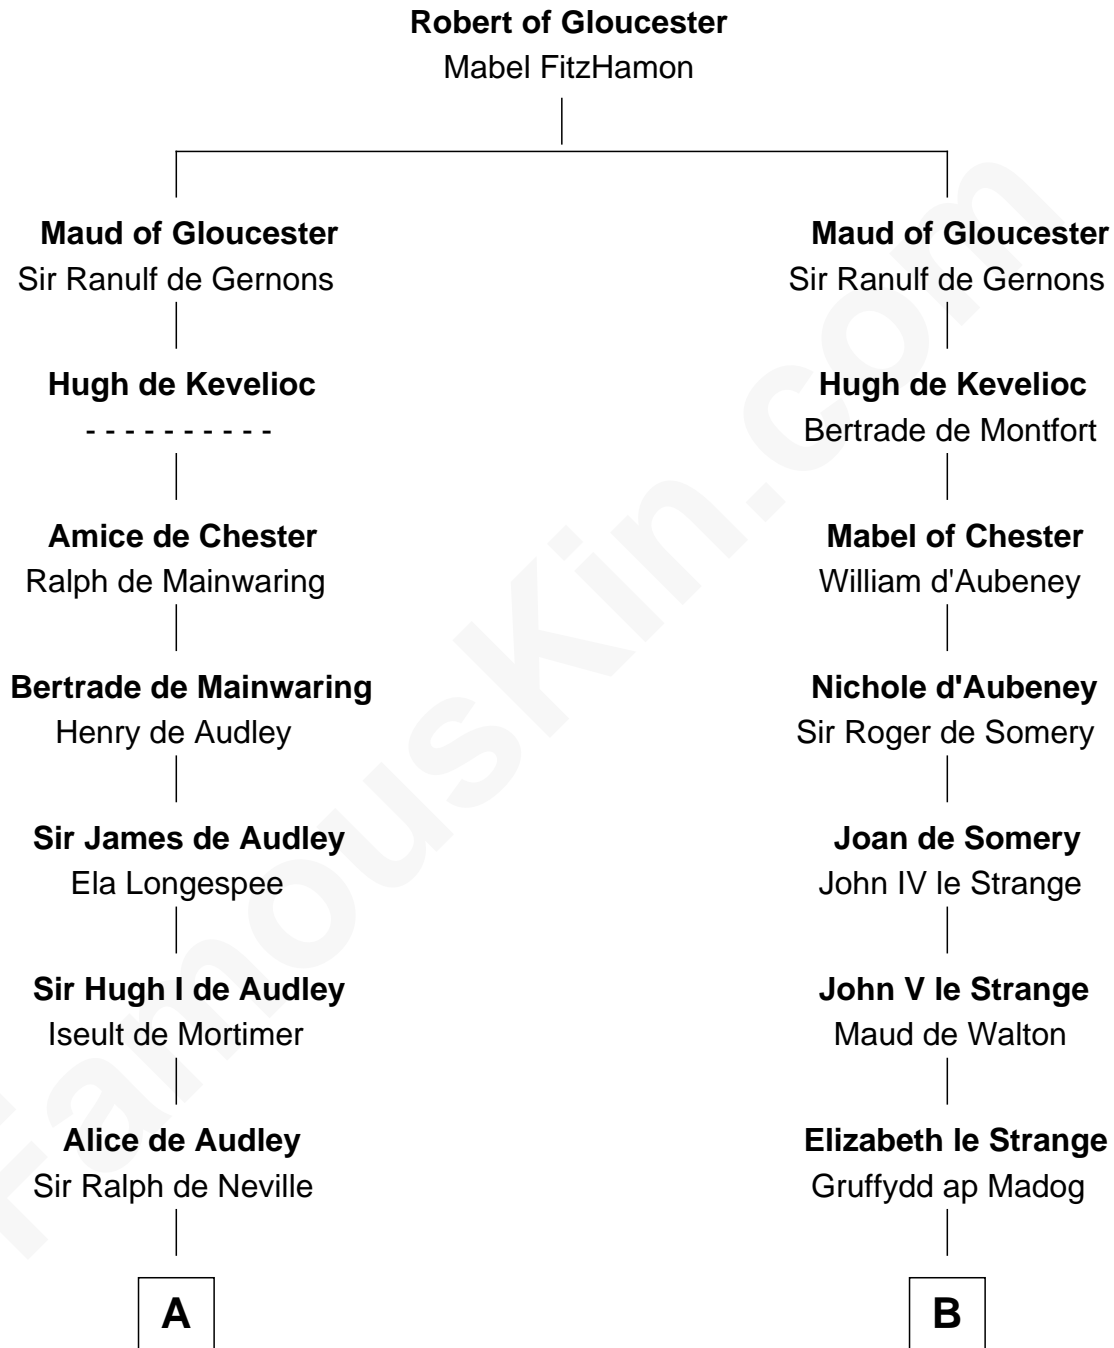 Robert of Gloucester
Mabel FitzHamon
Maud of Gloucester
Sir Ranulf de Gernons
Hugh de Kevelioc
- - - - - - - - - -
Amice de Chester
Ralph de Mainwaring
Bertrade de Mainwaring
Henry de Audley
Sir James de Audley
Ela Longespee
Sir Hugh I de Audley
Iseult de Mortimer
Alice de Audley
Sir Ralph de Neville
A
Maud of Gloucester
Sir Ranulf de Gernons
Hugh de Kevelioc
Bertrade de Montfort
Mabel of Chester
William d'Aubeney
Nichole d'Aubeney
Sir Roger de Somery
Joan de Somery
John IV le Strange
John V le Strange
Maud de Walton
Elizabeth le Strange
Gruffydd ap Madog
B
FamousKin.com